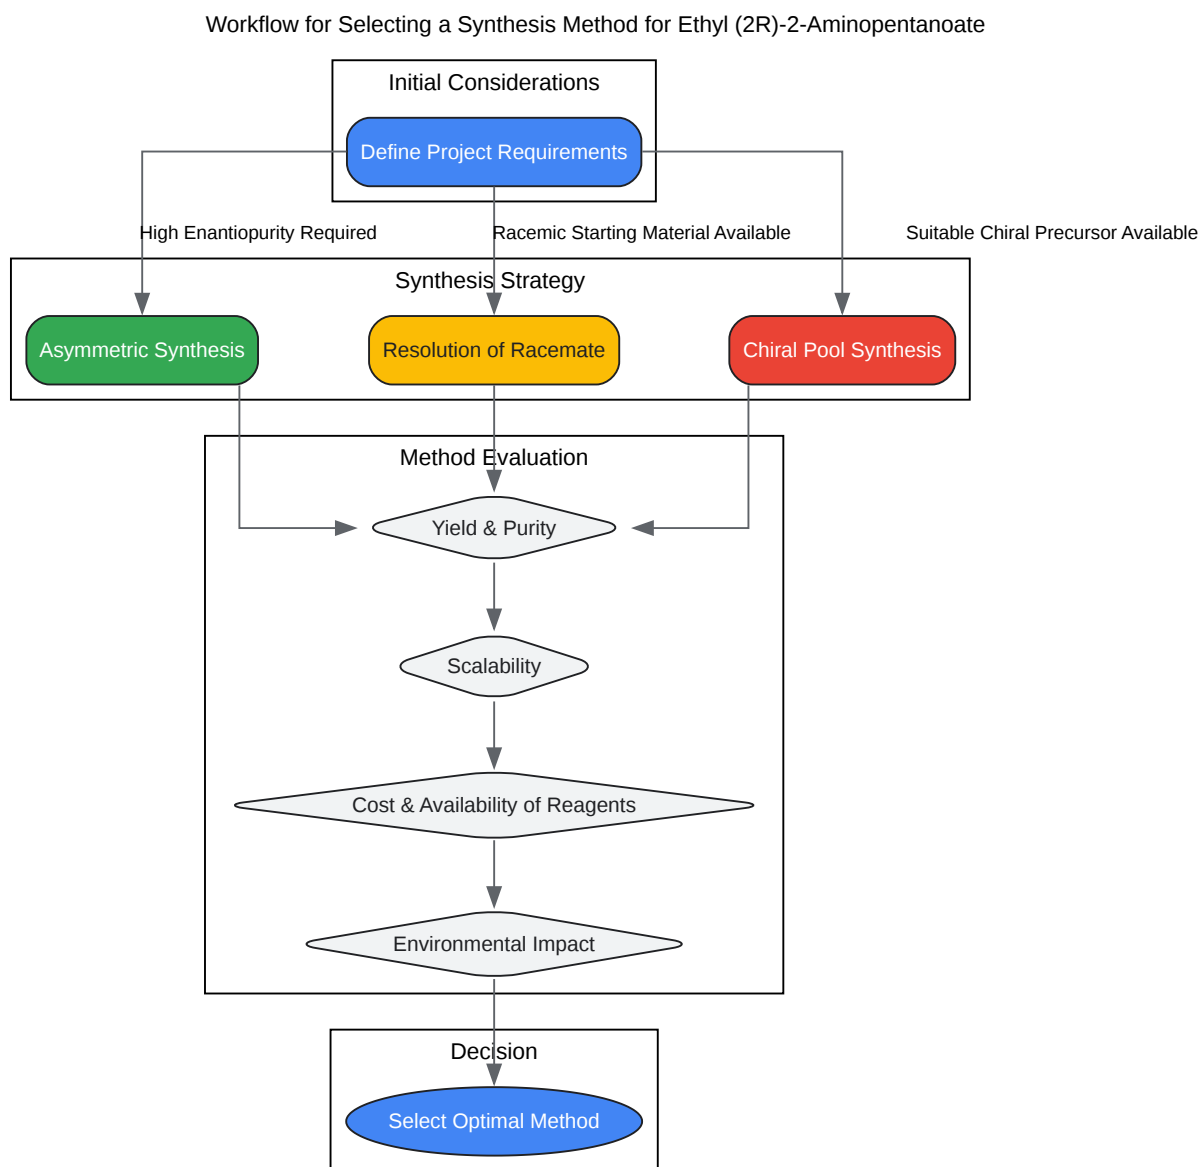 Workflow for Selecting a Synthesis Method for Ethyl (2R)-2-Aminopentanoate
Initial Considerations
Define Project Requirements
High Enantiopurity Required
Racemic Starting Material Available
Suitable Chiral Precursor Available
Synthesis Strategy
Asymmetric Synthesis
Resolution of Racemate
Chiral Pool Synthesis
Method Evaluation
Yield & Purity
Scalability
Cost & Availability of Reagents
Environmental Impact
Decision
Select Optimal Method